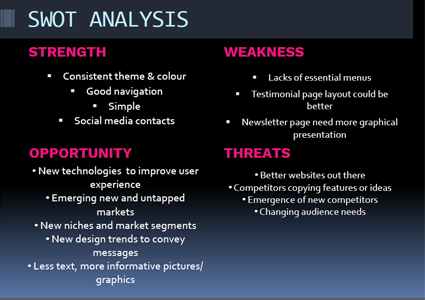 SWOT ANALYSIS
STRENGTH
▪ Consistent theme & colour
▪ Good navigation
▪ Simple
▪ Social media contacts
WEAKNESS
▪ Lacks of essential menus
▪ Testimonial page layout could be
better
▪ Newsletter page need more graphical
presentation
OPPORTUNITY
• New technologies to improve user
experience
• Emerging new and untapped
markets
• New niches and market segments
• New design trends to convey
messages
• Less text, more informative pictures/
graphics
THREATS
• Better websites out there
• Competitors copying features or ideas
• Emergence of new competitors
• Changing audience needs